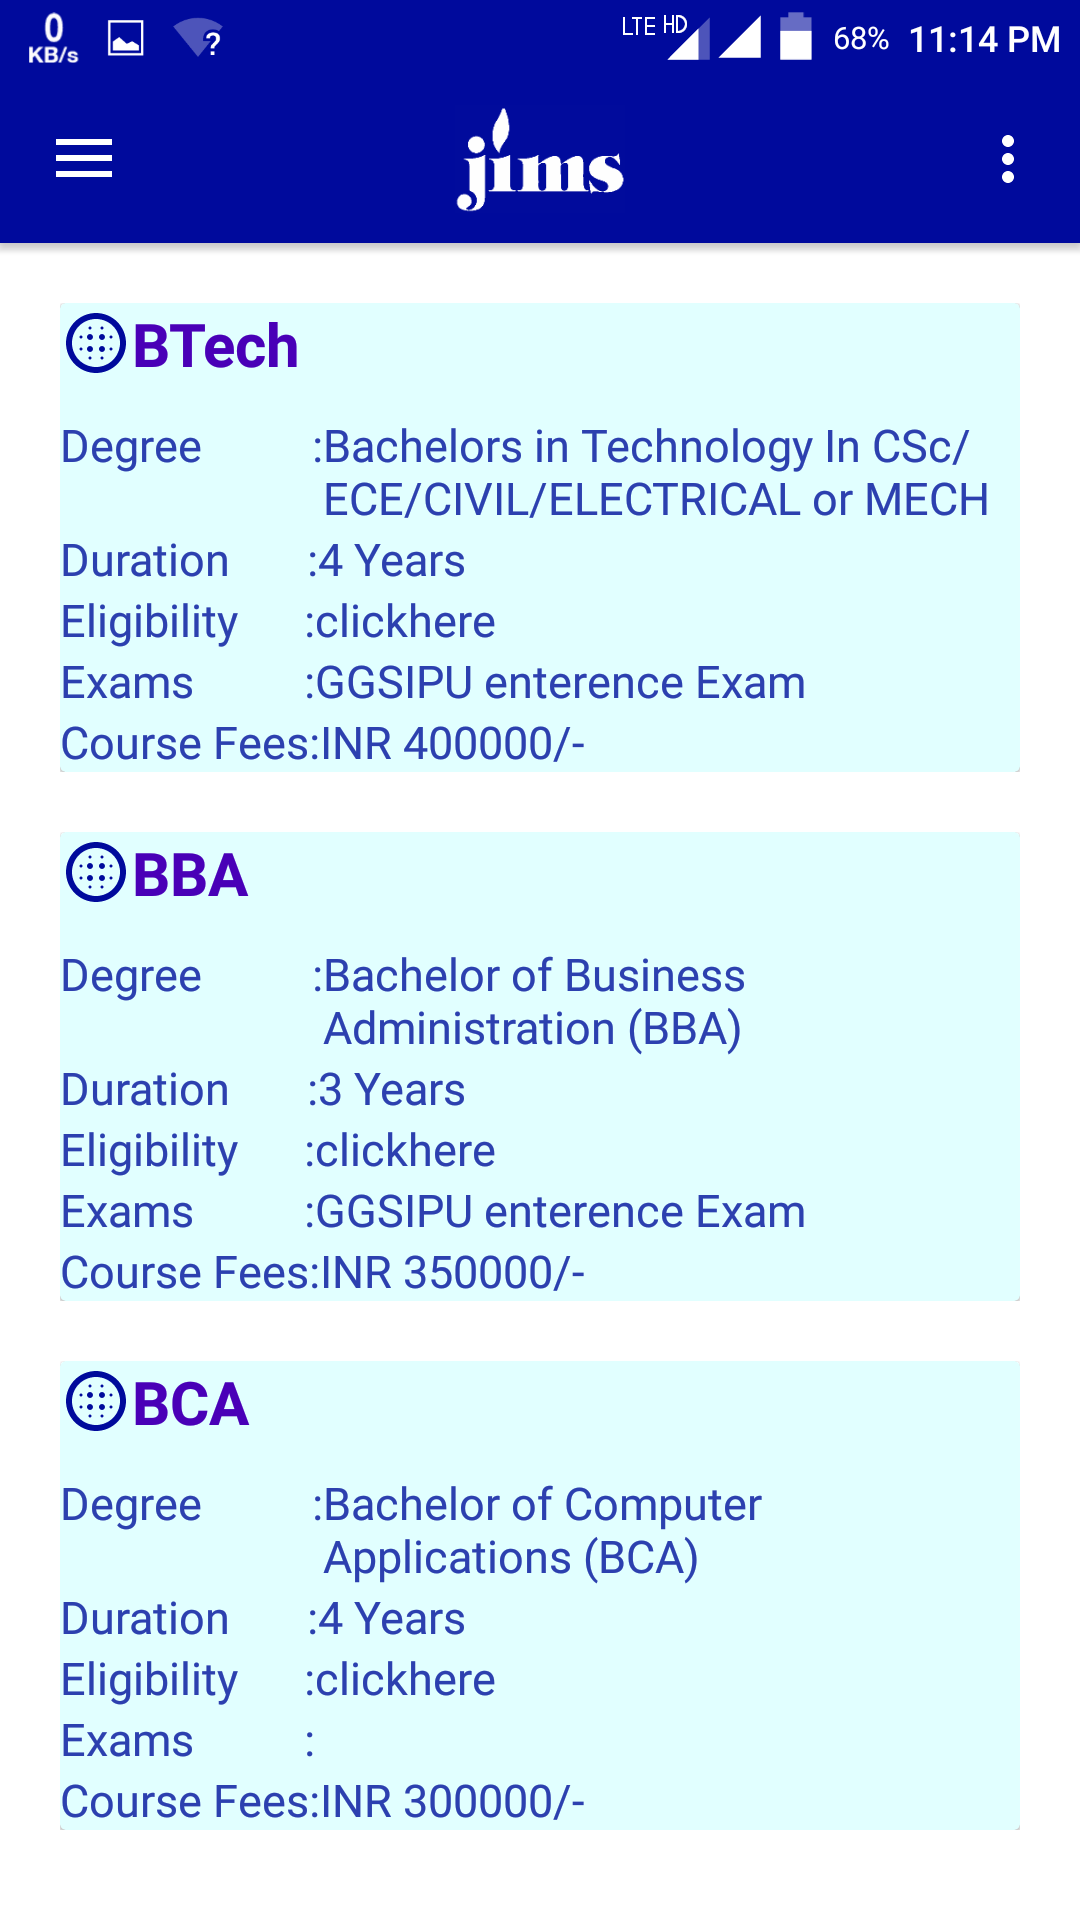 0
KB/s
LTE HD
68% 11:14 PM
jims
BTech
Degree :Bachelors in Technology In CSc/
ECE/CIVIL/ELECTRICAL or MECH
Duration :4 Years
Eligibility :clickhere
Exams :GGSIPU enterence Exam
Course Fees:INR 400000/-
BBA
Degree :Bachelor of Business
Administration (BBA)
Duration :3 Years
Eligibility :clickhere
Exams :GGSIPU enterence Exam
Course Fees:INR 350000/-
BCA
Degree :Bachelor of Computer
Applications (BCA)
Duration :4 Years
Eligibility :clickhere
Exams :
Course Fees:INR 300000/-